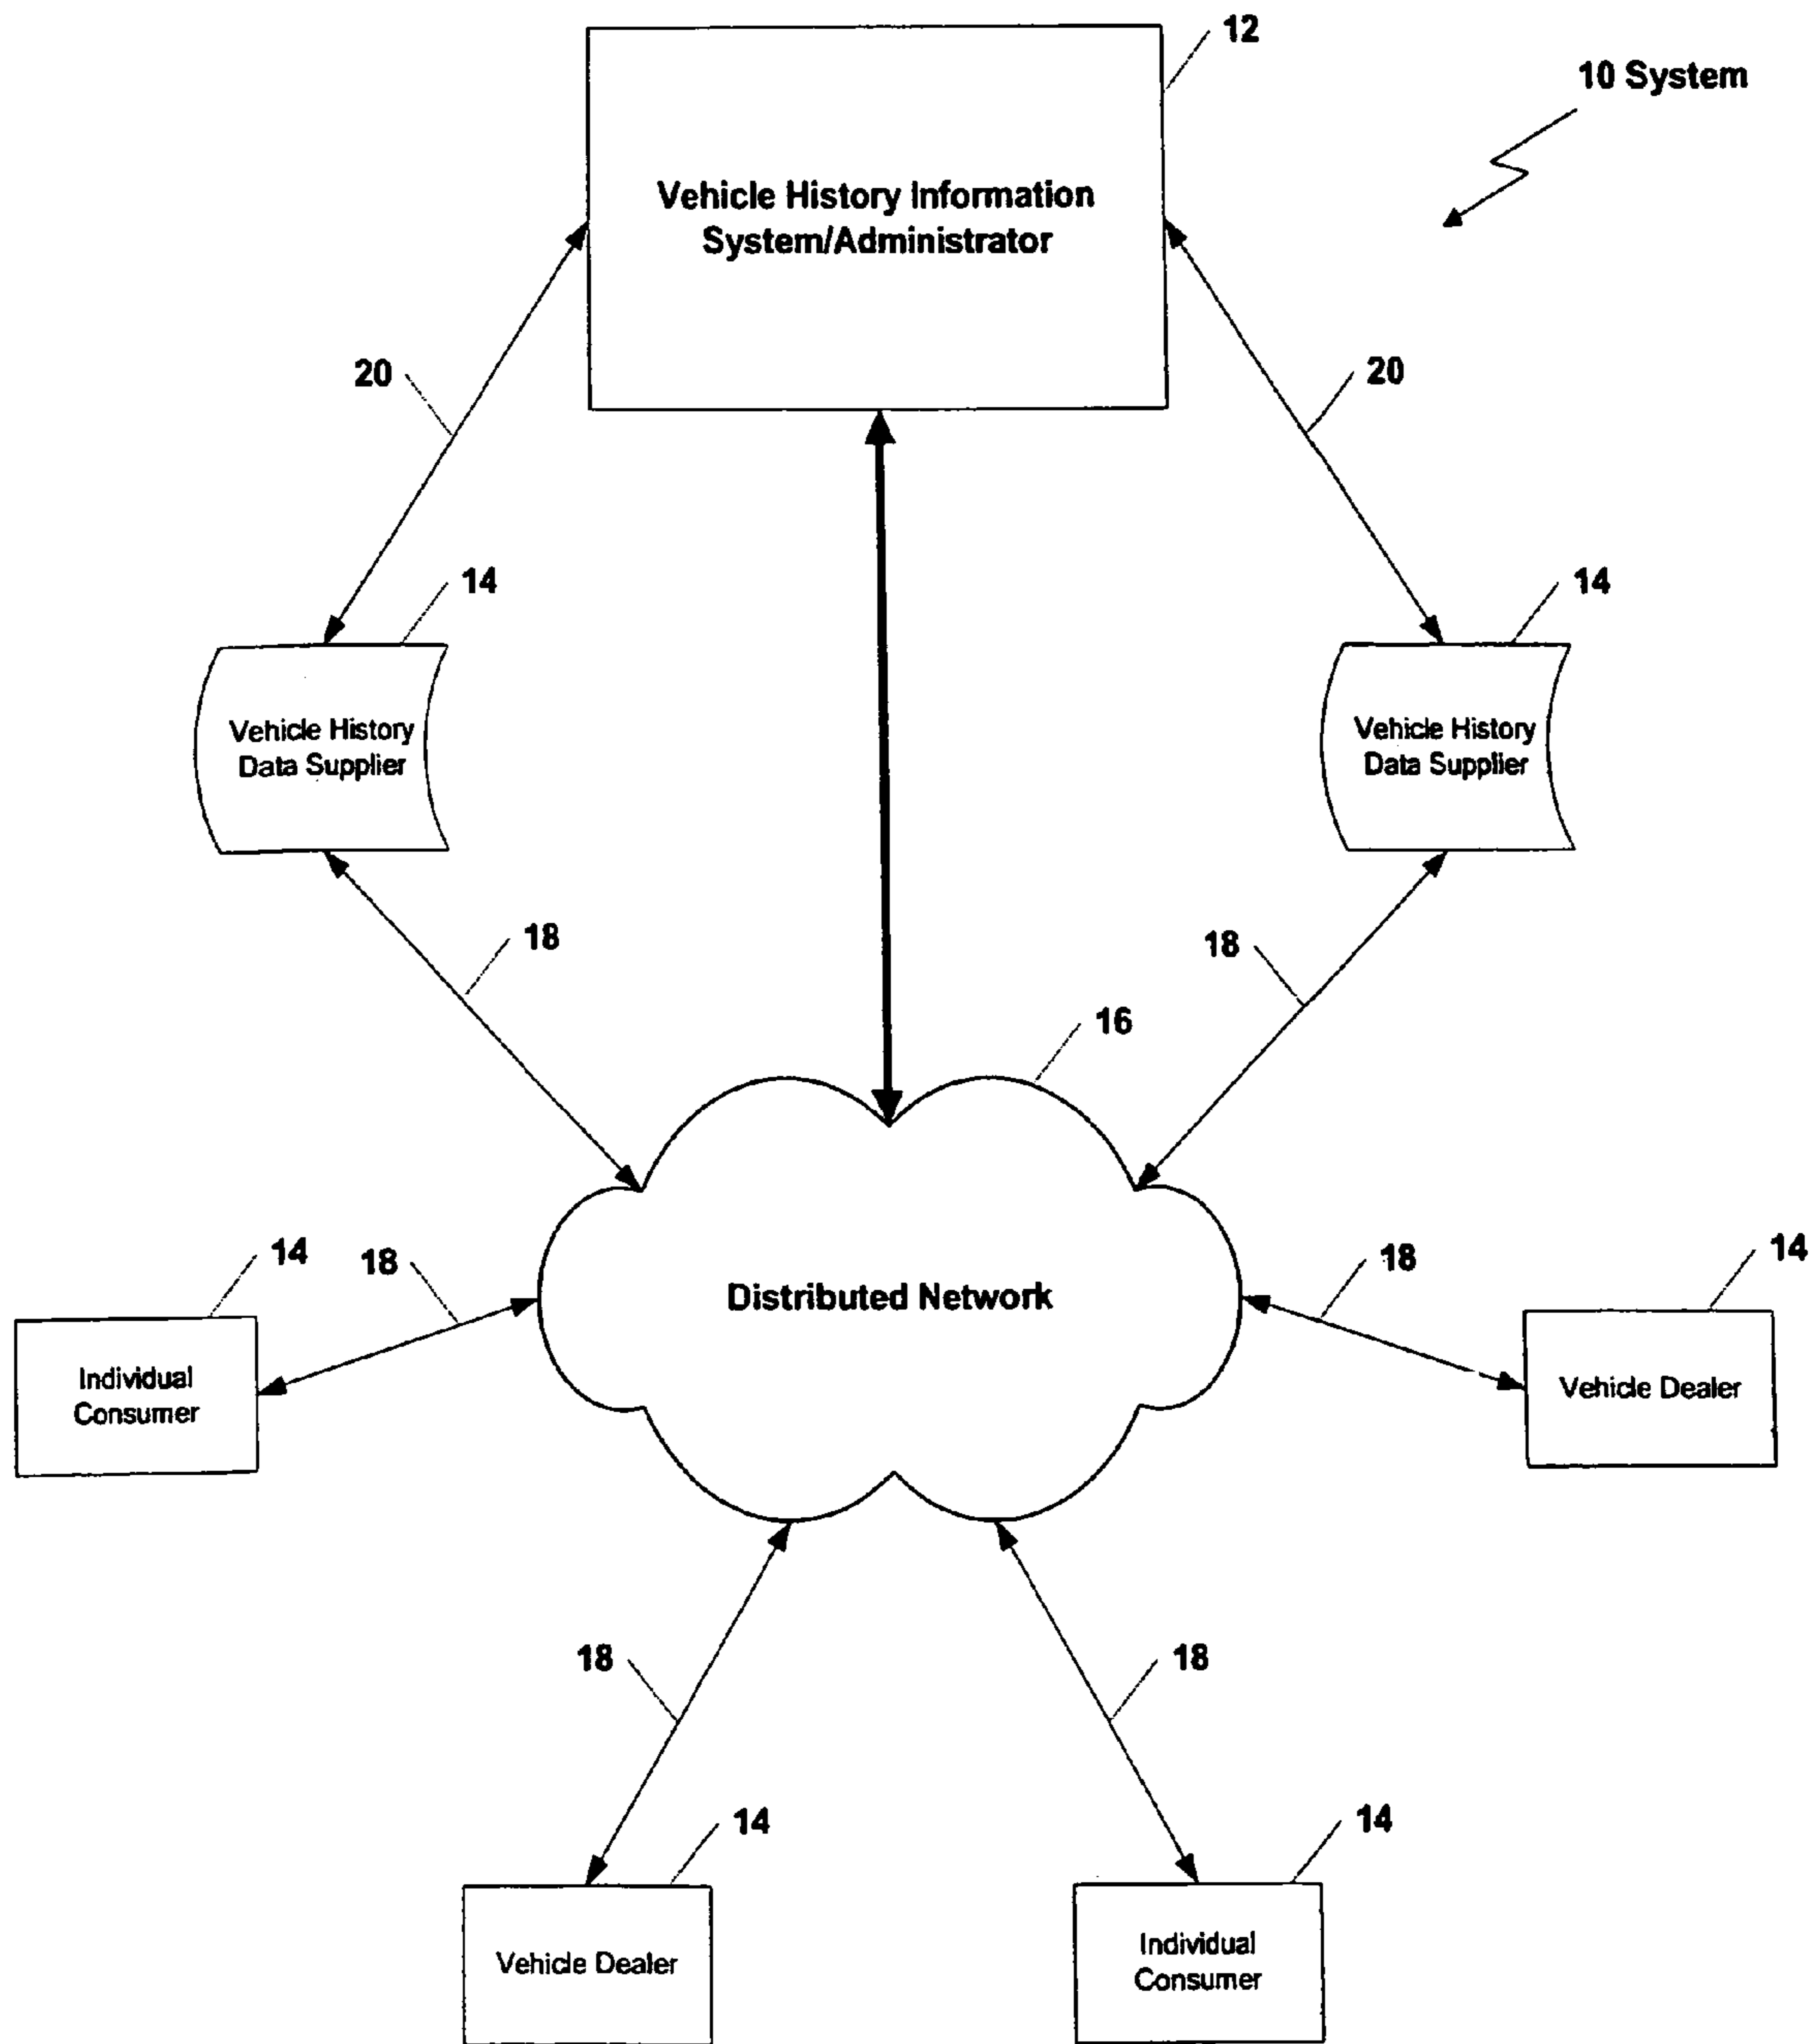 12
10 System
Vehicle History Information
System/Administrator
20
20
14
14
Vehicle History
Data Supplier
Vehicle History
Data Supplier
18
18
16
14
18
18
14
Distributed Network
Individual
Consumer
Vehicle Dealer
18
18
14
14
Vehicle Dealer
Individual
Consumer